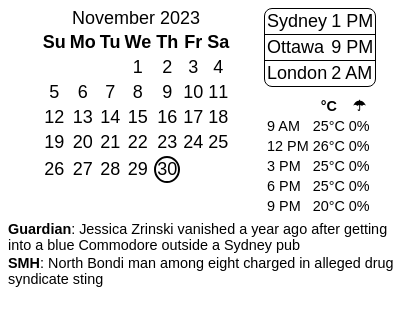 November 2023
Su Mo Tu We Th Fr Sa
1 2 3 4
5 6 7 8 9 10 11
12 13 14 15 16 17 18
19 20 21 22 23 24 25
26 27 28 29 30
Sydney 1 PM
Ottawa 9 PM
London 2 AM
°C ☂
9 AM 25°C 0%
12 PM 26°C 0%
3 PM 25°C 0%
6 PM 25°C 0%
9 PM 20°C 0%
Guardian: Jessica Zrinski vanished a year ago after getting
into a blue Commodore outside a Sydney pub
SMH: North Bondi man among eight charged in alleged drug
syndicate sting